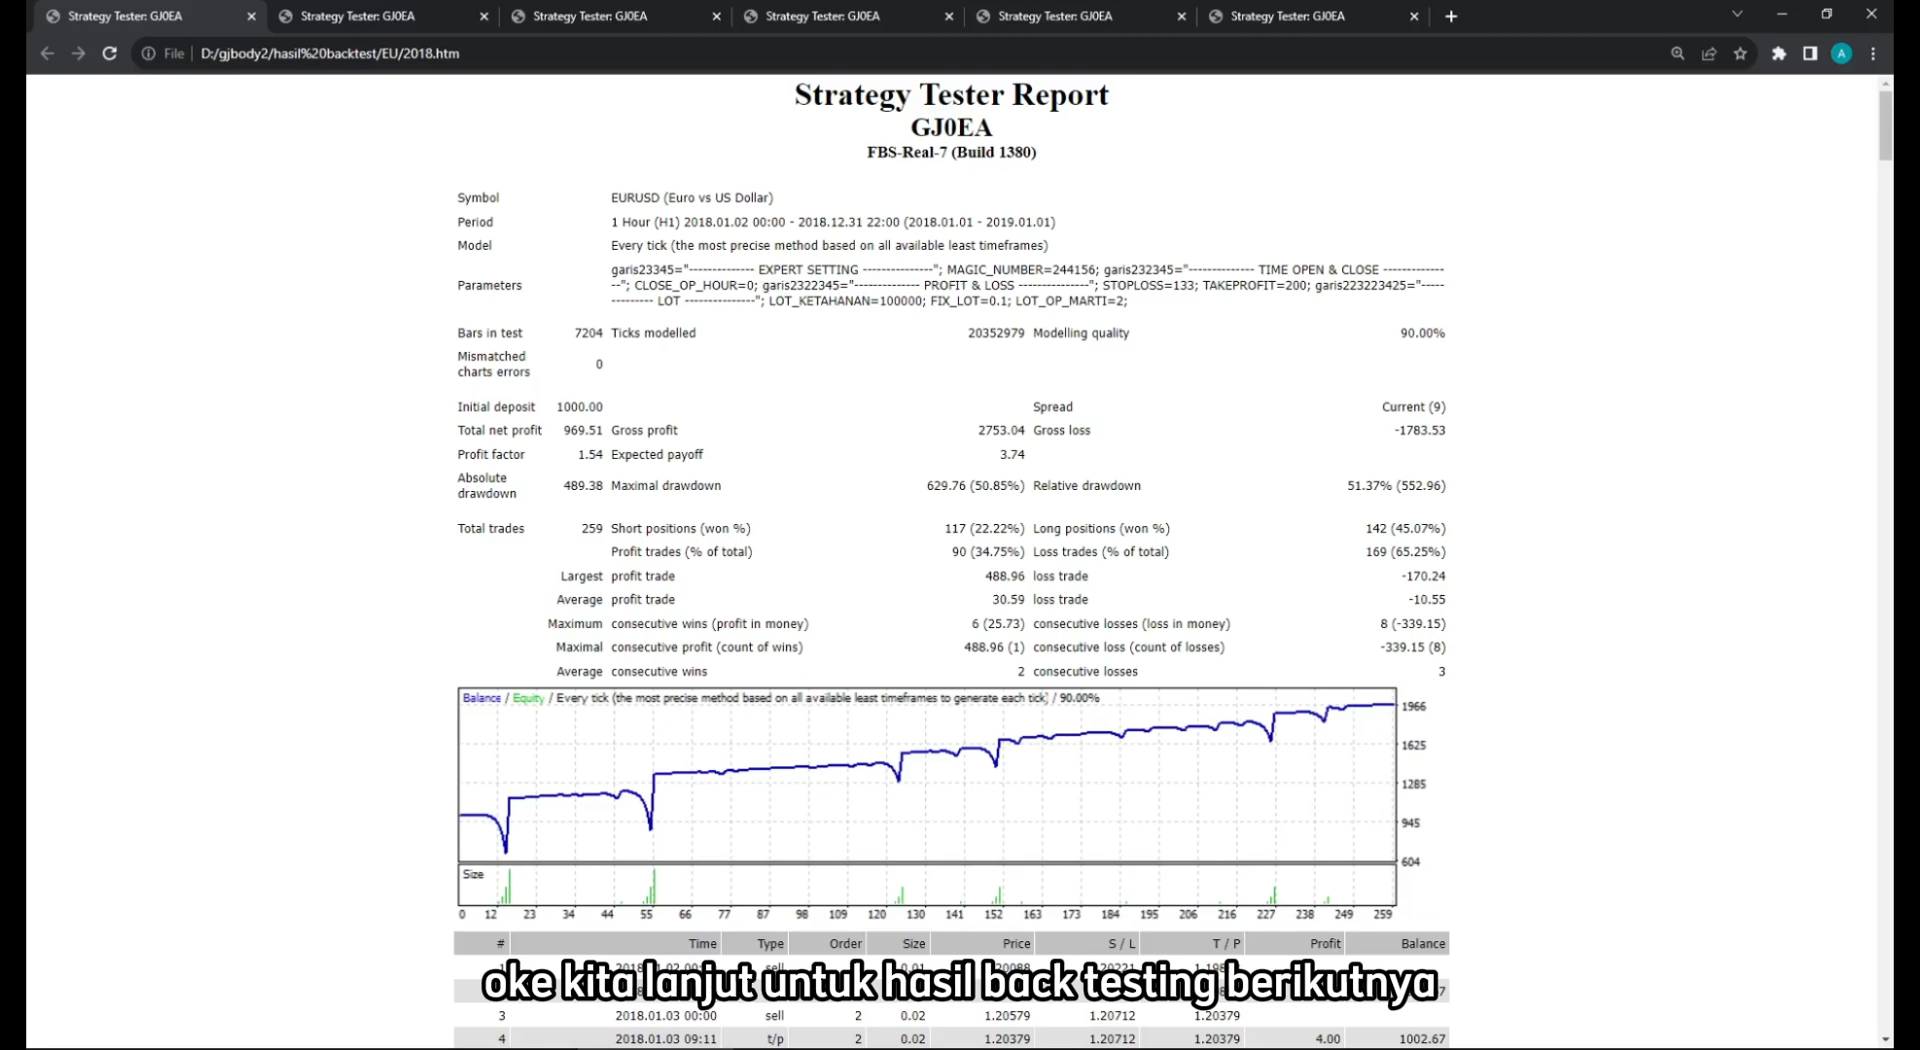 Strategy Tester: GJ0EA
Strategy Tester: GJ0EA
Strategy Tester: GJ0EA
Strategy Tester: GJ0EA
Strategy Tester: GJ0EA
Strategy Tester: GJ0EA
File D:/gjbody2/hasil%20backtest/EU/2018.htm
A
Strategy Tester Report
GJ0EA
FBS-Real-7 (Build 1380)
Symbol EURUSD (Euro vs US Dollar)
Period 1 Hour (H1) 2018.01.02 00:00 - 2018.12.31 22:00 (2018.01.01 - 2019.01.01)
Model Every tick (the most precise method based on all available least timeframes)
Parameters garis23345="-------------- EXPERT SETTING ---------------"; MAGIC_NUMBER=244156; garis232345="-------------- TIME OPEN & CLOSE -------------
--"; CLOSE_OP_HOUR=0; garis2322345="-------------- PROFIT & LOSS ---------------"; STOPLOSS=133; TAKEPROFIT=200; garis223223425="-----
---------- LOT ---------------"; LOT_KETAHANAN=100000; FIX_LOT=0.1; LOT_OP_MARTI=2;
Bars in test 7204 Ticks modelled 20352979 Modelling quality 90.00%
Mismatched
charts errors 0
Initial deposit 1000.00 Spread Current (9)
Total net profit 969.51 Gross profit 2753.04 Gross loss -1783.53
Profit factor 1.54 Expected payoff 3.74
Absolute
drawdown 489.38 Maximal drawdown 629.76 (50.85%) Relative drawdown 51.37% (552.96)
Total trades 259 Short positions (won %) 117 (22.22%) Long positions (won %) 142 (45.07%)
Profit trades (% of total) 90 (34.75%) Loss trades (% of total) 169 (65.25%)
Largest profit trade 488.96 loss trade -170.24
Average profit trade 30.59 loss trade -10.55
Maximum consecutive wins (profit in money) 6 (25.73) consecutive losses (loss in money) 8 (-339.15)
Maximal consecutive profit (count of wins) 488.96 (1) consecutive loss (count of losses) -339.15 (8)
Average consecutive wins 2 consecutive losses 3
Balance / Equity / Every tick (the most precise method based on all available least timeframes to generate each tick) / 90.00%
1966
1625
1285
945
604
Size
0 12 23 34 44 55 66 77 87 98 109 120 130 141 152 163 173 184 195 206 216 227 238 249 259
# Time Type Order Size Price S / L T / P Profit Balance
oke kita lanjut untuk hasil back testing berikutnya
3 2018.01.03 00:00 sell 2 0.02 1.20579 1.20712 1.20379
4 2018.01.03 09:11 t/p 2 0.02 1.20379 1.20712 1.20379 4.00 1002.67